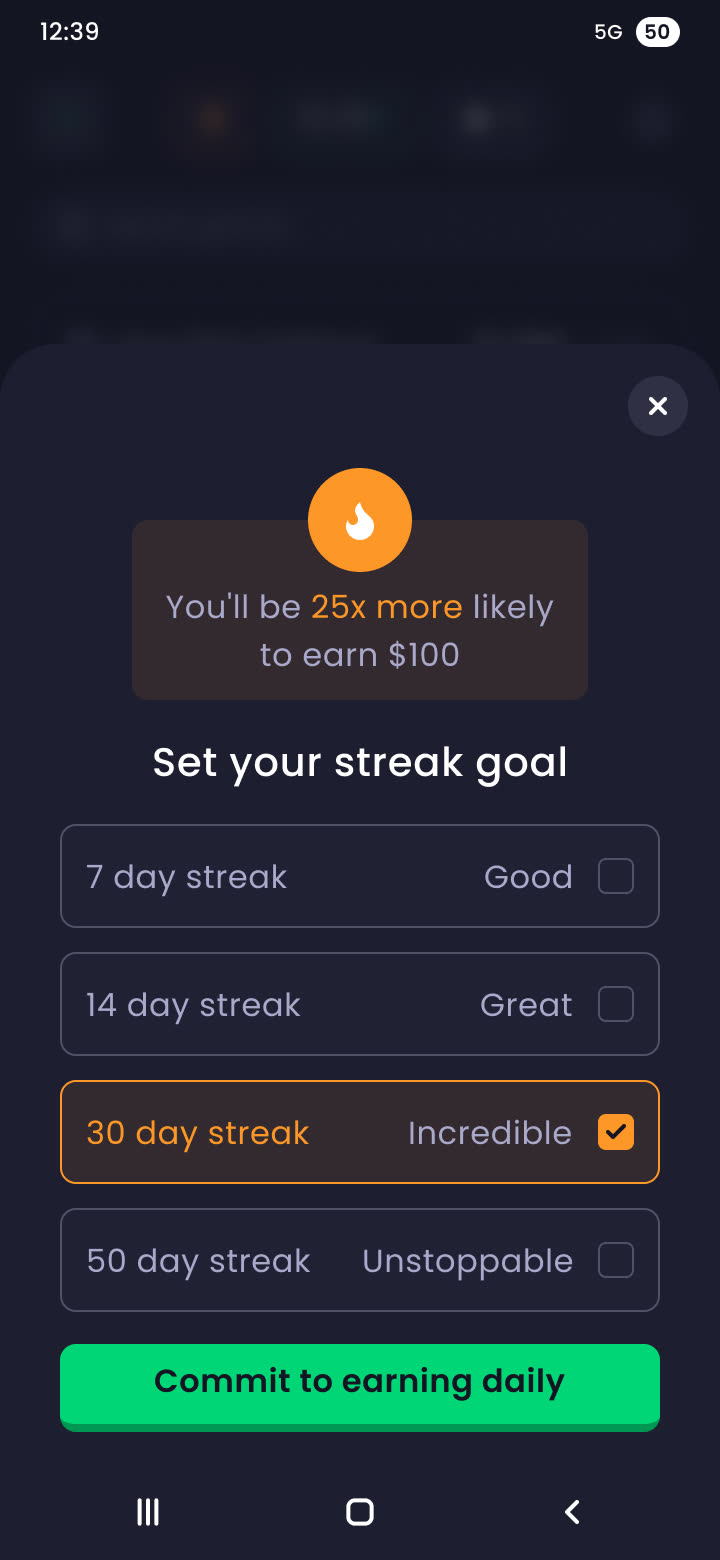 12:39
5G 50
You'll be 25x more likely
to earn $100
Set your streak goal
7 day streak Good
14 day streak Great
30 day streak Incredible
50 day streak Unstoppable
Commit to earning daily